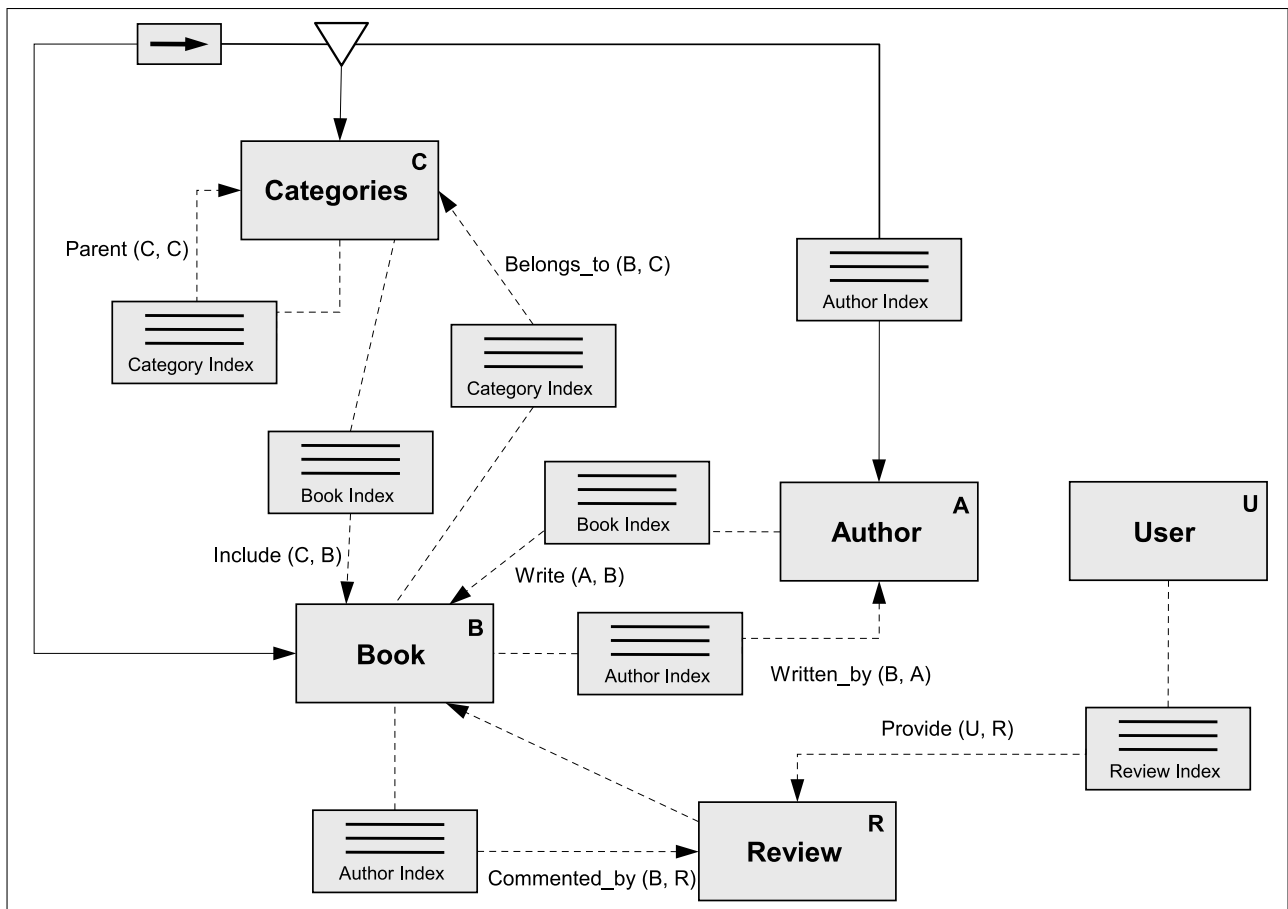 C
Categories
Parent (C, C)
Belongs_to (B, C)
Author Index
Category Index
Category Index
Book Index
Book Index
A
Author
U
User
Include (C, B)
Write (A, B)
B
Book
Author Index
Written_by (B, A)
Provide (U, R)
Review Index
R
Review
Author Index
Commented_by (B, R)